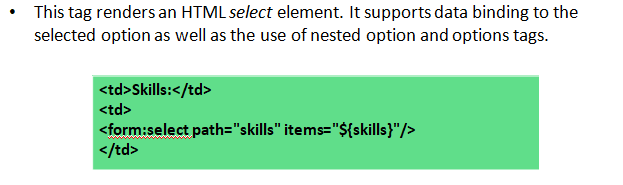 • This tag renders an HTML select element. It supports data binding to the
selected option as well as the use of nested option and options tags.
<td>Skills:</td>
<td>
<form:select path="skills" items="${skills}"/>
</td>